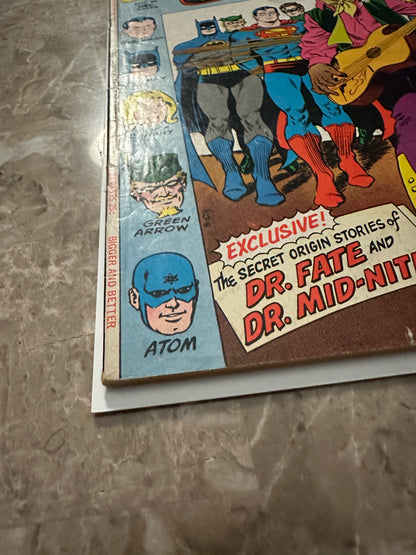 GREEN
ARROW
ATOM
BIGGER AND BETTER
EXCLUSIVE!
THE SECRET ORIGIN STORIES of
DR. FATE AND
DR. MID-NITE